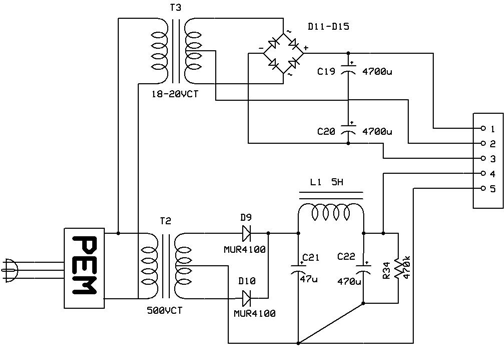 T3
D11-D15
~
-
+
~
C19
+
4700u
18-20VCT
C20
+
4700u
1
2
3
4
5
L1 5H
T2
D9
MUR4100
PEM
C21
+
47u
C22
+
470u
R34
470k
D10
MUR4100
500VCT